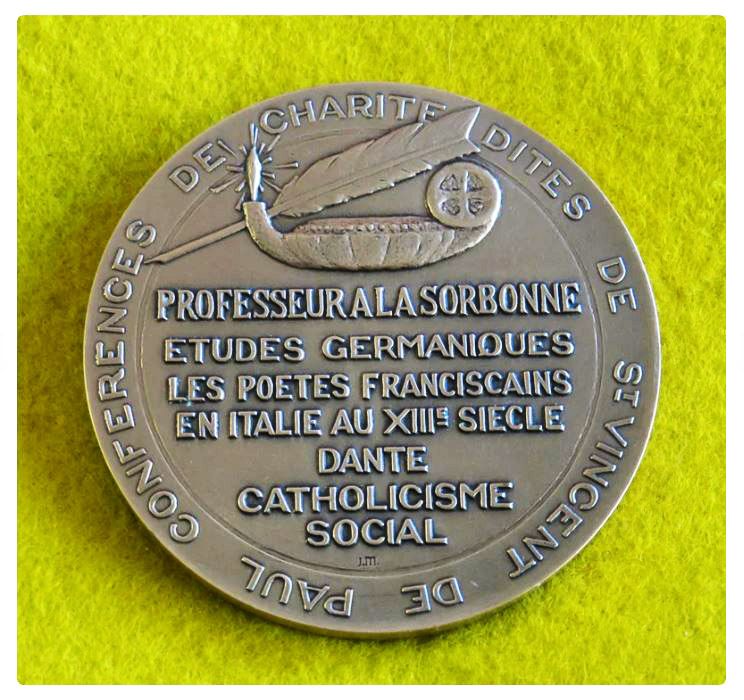 CONFERENCES DE CHARITE DITES DE ST VINCENT DE PAUL
PROFESSEUR A LA SORBONNE
ETUDES GERMANIQUES
LES POETES FRANCISCAINS
EN ITALIE AU XIIIE SIECLE
DANTE
CATHOLICISME
SOCIAL
J.M.